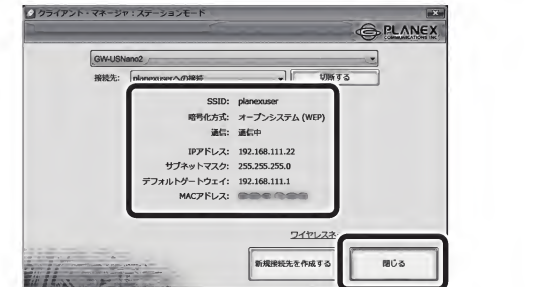 クライアント・マネージャ:ステーションモード
PLANEX
COMMUNICATIONS INC.
GW-USNano2
接続先: planexuserへの接続 切断する
SSID: planexuser
暗号化方式: オープンシステム (WEP)
通信: 通信中
IPアドレス: 192.168.111.22
サブネットマスク: 255.255.255.0
デフォルトゲートウェイ: 192.168.111.1
MACアドレス:
ワイヤレスネ
新規接続先を作成する 閉じる